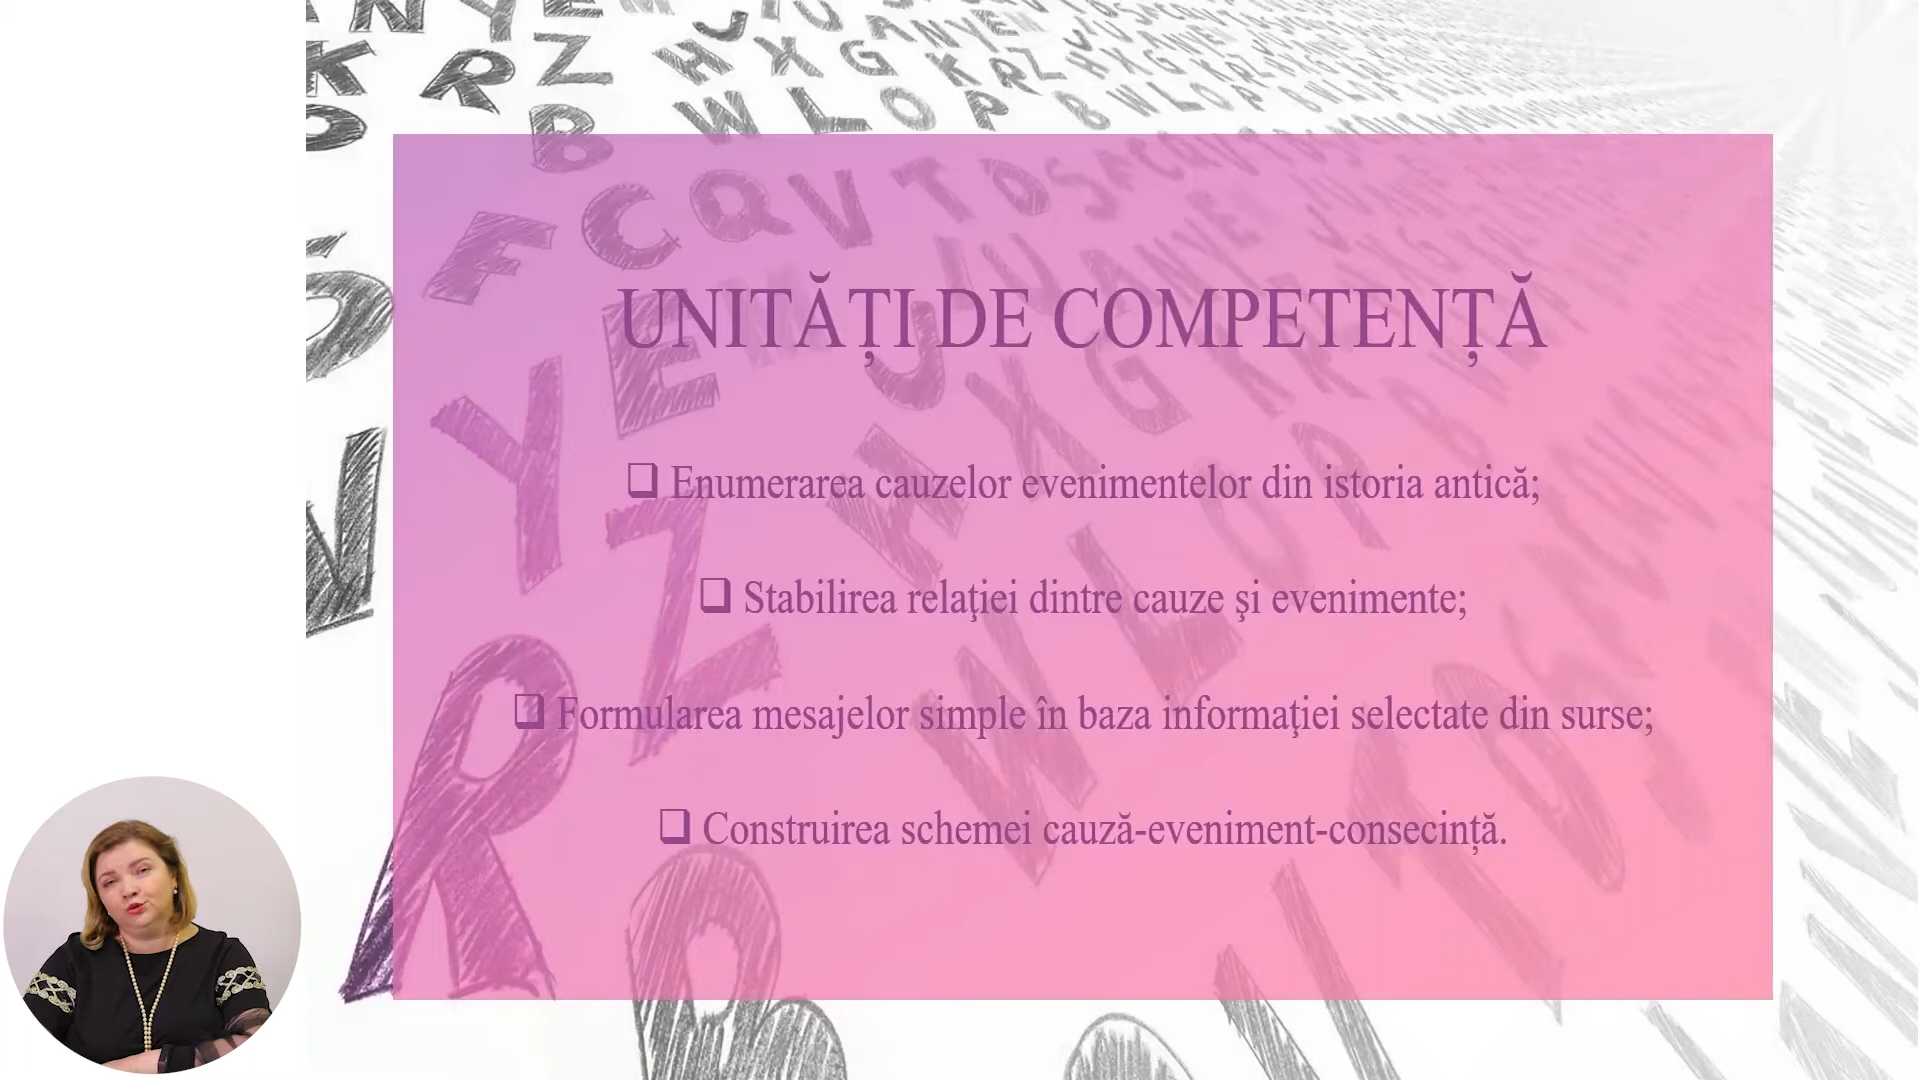 UNITĂȚI DE COMPETENȚĂ
❑ Enumerarea cauzelor evenimentelor din istoria antică;
❑ Stabilirea relaţiei dintre cauze şi evenimente;
❑ Formularea mesajelor simple în baza informaţiei selectate din surse;
❑ Construirea schemei cauză-eveniment-consecință.